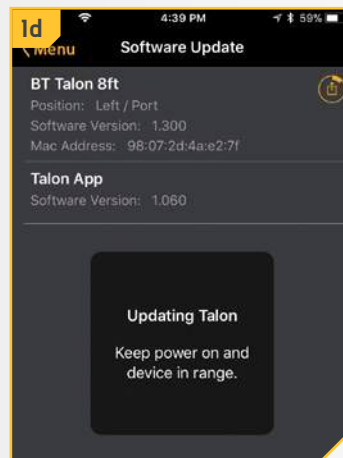 1d
4:39 PM
59%
Menu
Software Update
BT Talon 8ft
Position: Left / Port
Software Version: 1.300
Mac Address: 98:07:2d:4a:e2:7f
Talon App
Software Version: 1.060
Updating Talon
Keep power on and
device in range.